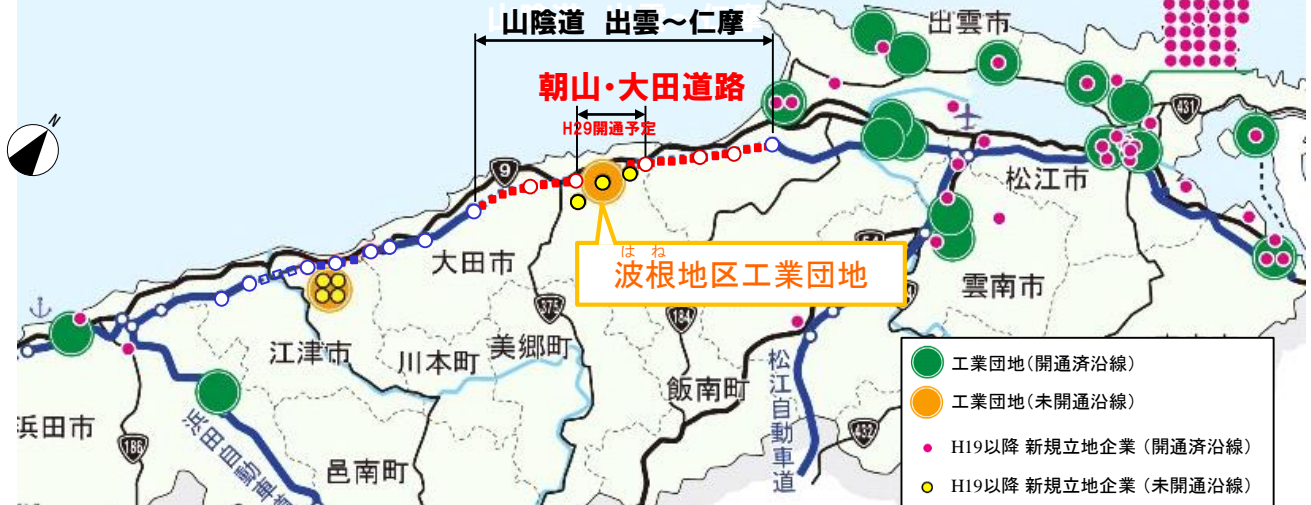 山陰道 出雲～仁摩
朝山･大田道路
H29開通予定
N
出雲市
431
9
松江市
54
大田市
はね
波根地区工業団地
雲南市
375
184
江津市
川本町
美郷町
飯南町
松江自動車道
432
浜田市
186
浜田自動車道
邑南町
工業団地(開通済沿線)
工業団地(未開通沿線)
H19以降 新規立地企業 (開通済沿線)
H19以降 新規立地企業 (未開通沿線)